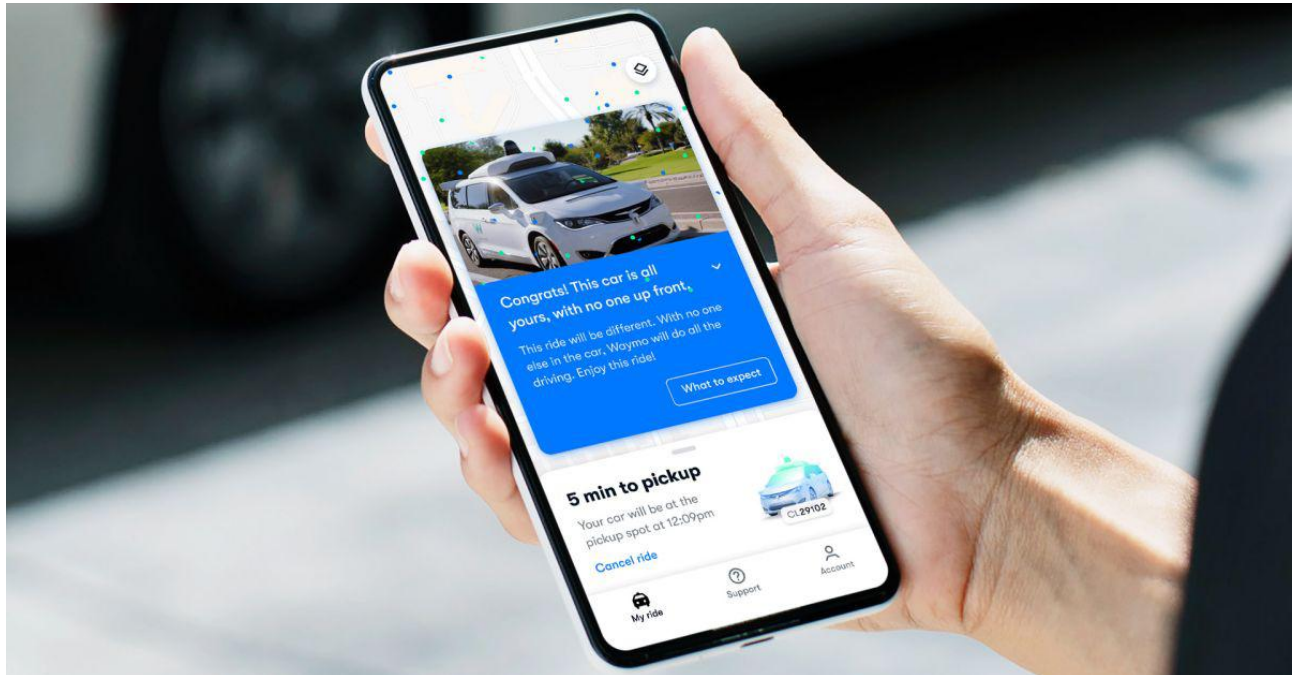 Congrats! This car is all
yours, with no one up front.
This ride will be different. With no one
else in the car, Waymo will do all the
driving. Enjoy this ride!
What to expect
5 min to pickup
Your car will be at the
pickup spot at 12:09pm
CL29102
Cancel ride
My ride
Support
Account